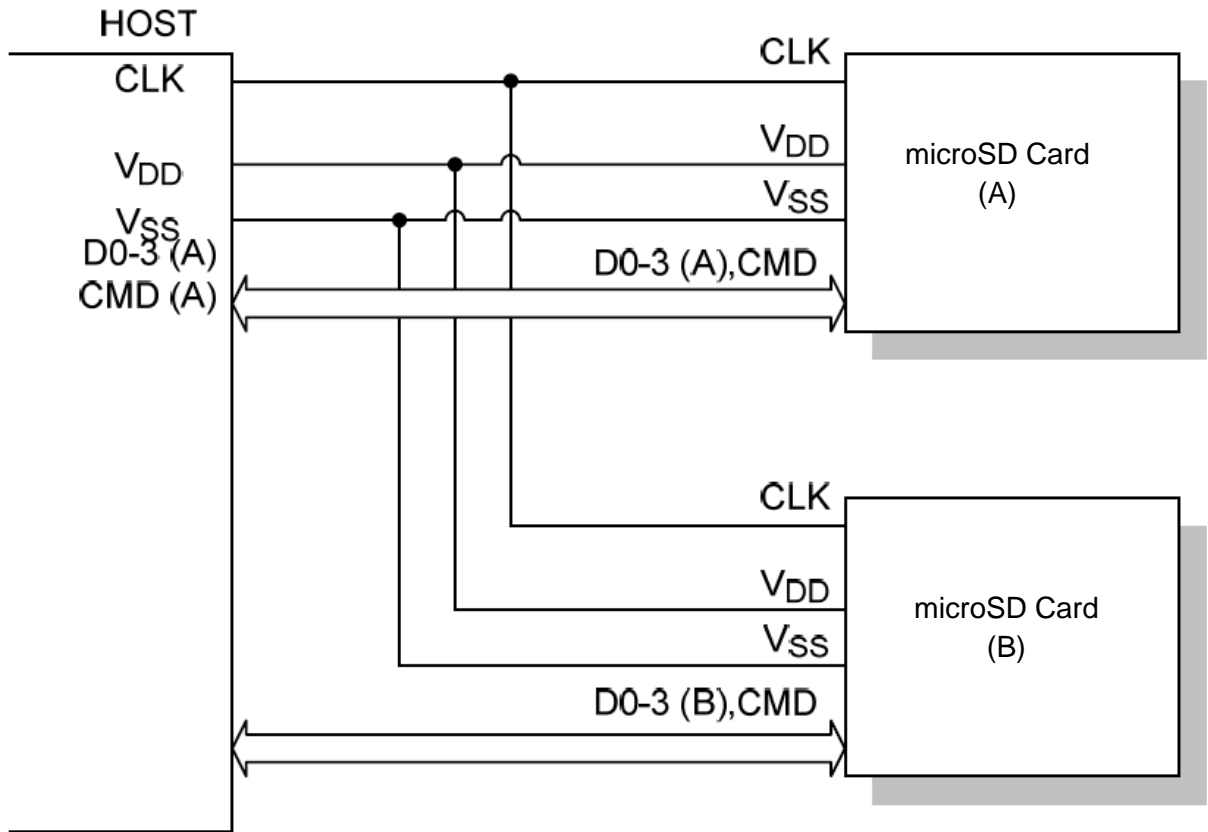 HOST
CLK
CLK
VDD
VDD
microSD Card
(A)
VSS
VSS
D0-3 (A)
D0-3 (A),CMD
CMD (A)
CLK
VDD
microSD Card
(B)
VSS
D0-3 (B),CMD